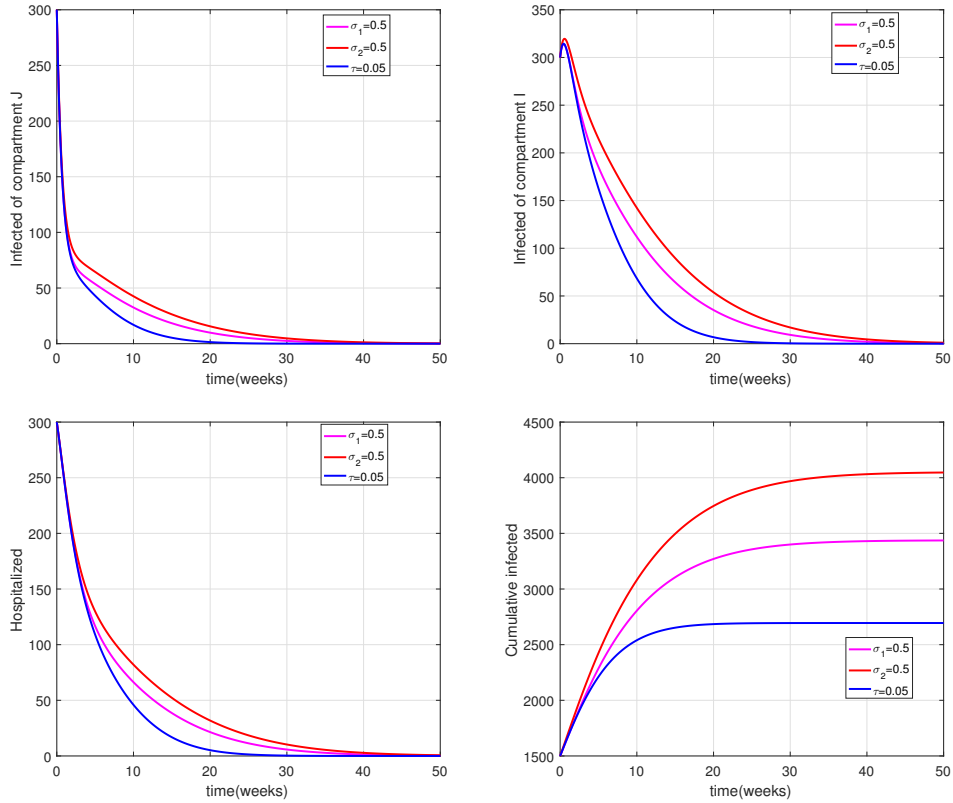 300
250
200
150
100
50
0
Infected of compartment J
σ1=0.5
σ2=0.5
τ=0.05
0 10 20 30 40 50
time(weeks)
350
300
250
200
150
100
50
0
Infected of compartment I
σ1=0.5
σ2=0.5
τ=0.05
0 10 20 30 40 50
time(weeks)
300
250
200
150
100
50
0
Hospitalized
σ1=0.5
σ2=0.5
τ=0.05
0 10 20 30 40 50
time(weeks)
4500
4000
3500
3000
2500
2000
1500
Cumulative infected
σ1=0.5
σ2=0.5
τ=0.05
0 10 20 30 40 50
time(weeks)